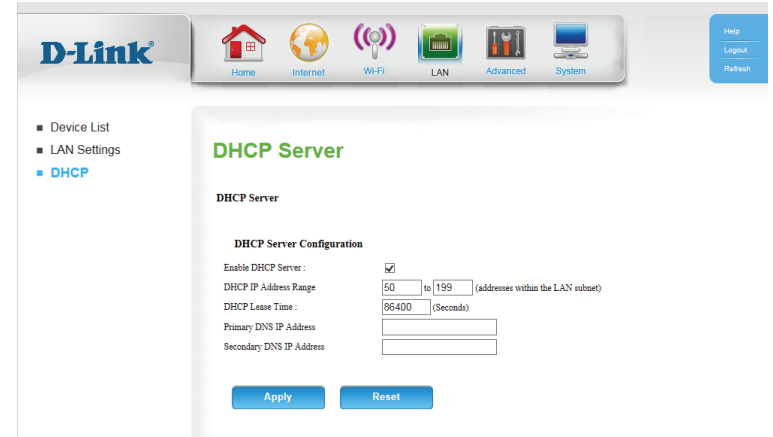 D-Link®
Home Internet Wi-Fi LAN Advanced System
Help
Logout
Refresh
Device List
LAN Settings
DHCP
DHCP Server
DHCP Server
DHCP Server Configuration
Enable DHCP Server :
DHCP IP Address Range 50 to 199 (addresses within the LAN subnet)
DHCP Lease Time : 86400 (Seconds)
Primary DNS IP Address
Secondary DNS IP Address
Apply Reset